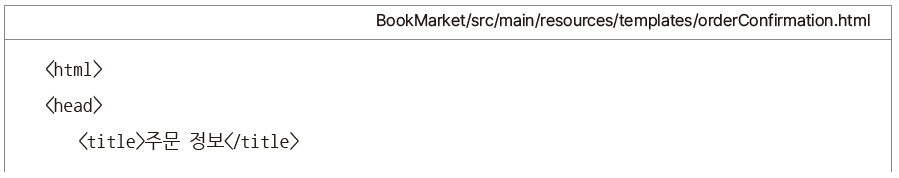 BookMarket/src/main/resources/templates/orderConfirmation.html
<html>
<head>
<title>주문 정보</title>